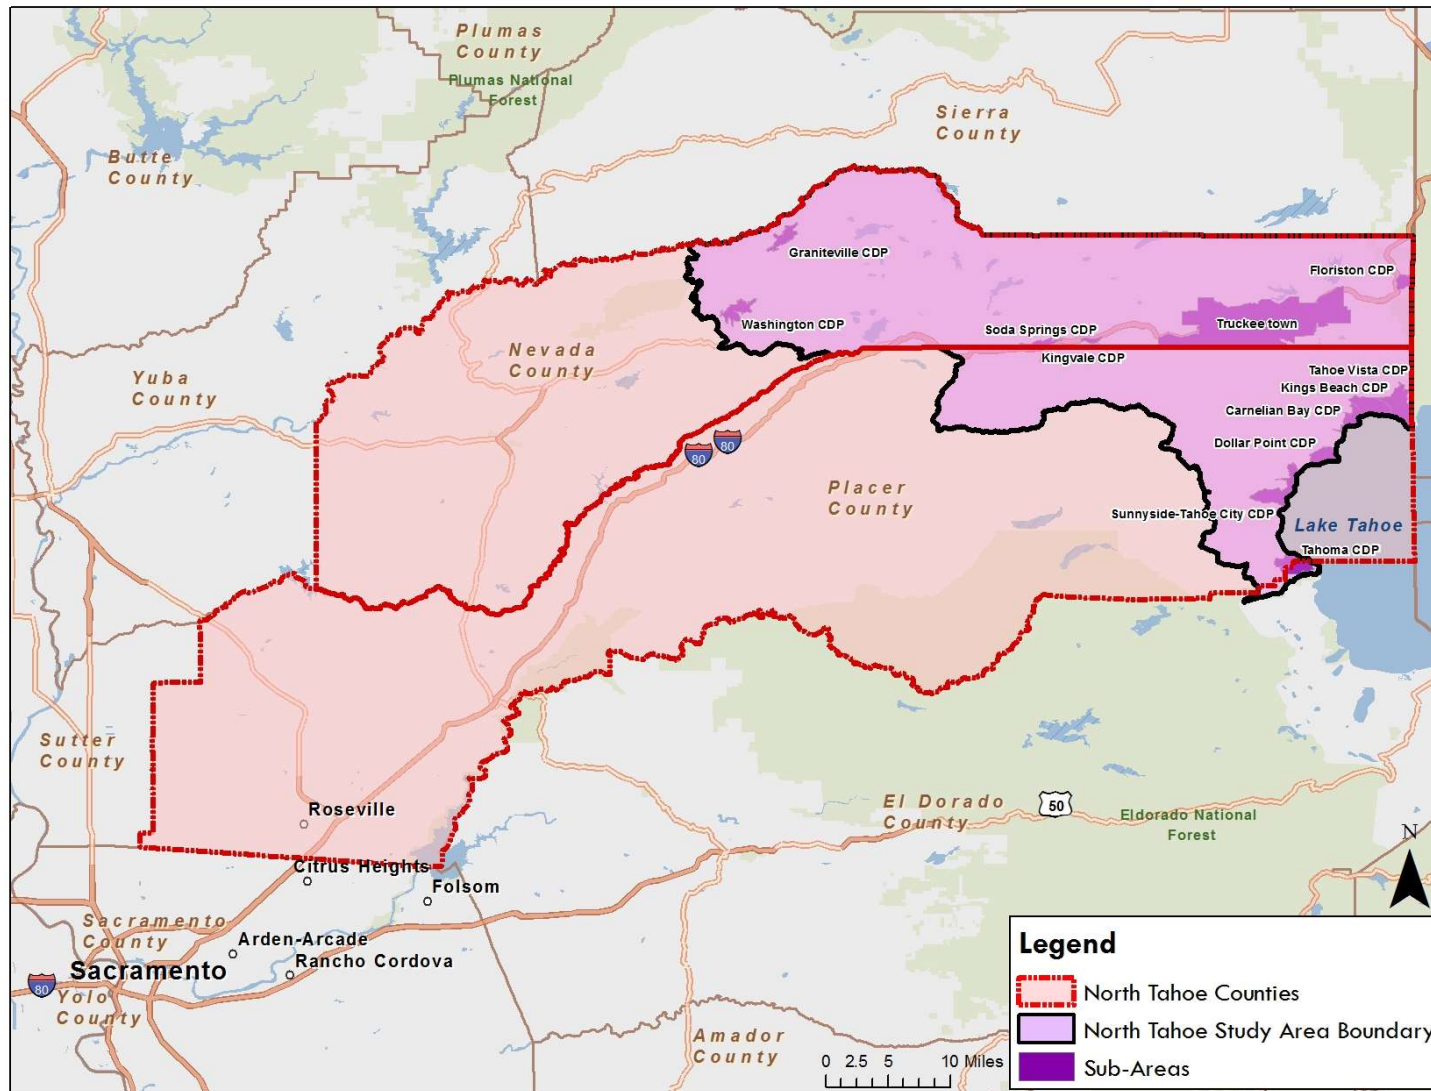 Plumas
County
Plumas National
Forest
Sierra
County
Butte
County
Graniteville CDP
Floriston CDP
Washington CDP
Soda Springs CDP
Truckee town
Nevada
County
Kingvale CDP
Yuba
County
Tahoe Vista CDP
Kings Beach CDP
Carnelian Bay CDP
Dollar Point CDP
80
80
Placer
County
Sunnyside-Tahoe City CDP
Lake Tahoe
Tahoma CDP
Sutter
County
Roseville
El Dorado
County
50
Eldorado National
Forest
N
Citrus Heights
Folsom
Sacramento
County
Arden-Arcade
Rancho Cordova
Sacramento
80
Yolo
County
Amador
County
0 2.5 5 10 Miles
Legend
North Tahoe Counties
North Tahoe Study Area Boundary
Sub-Areas